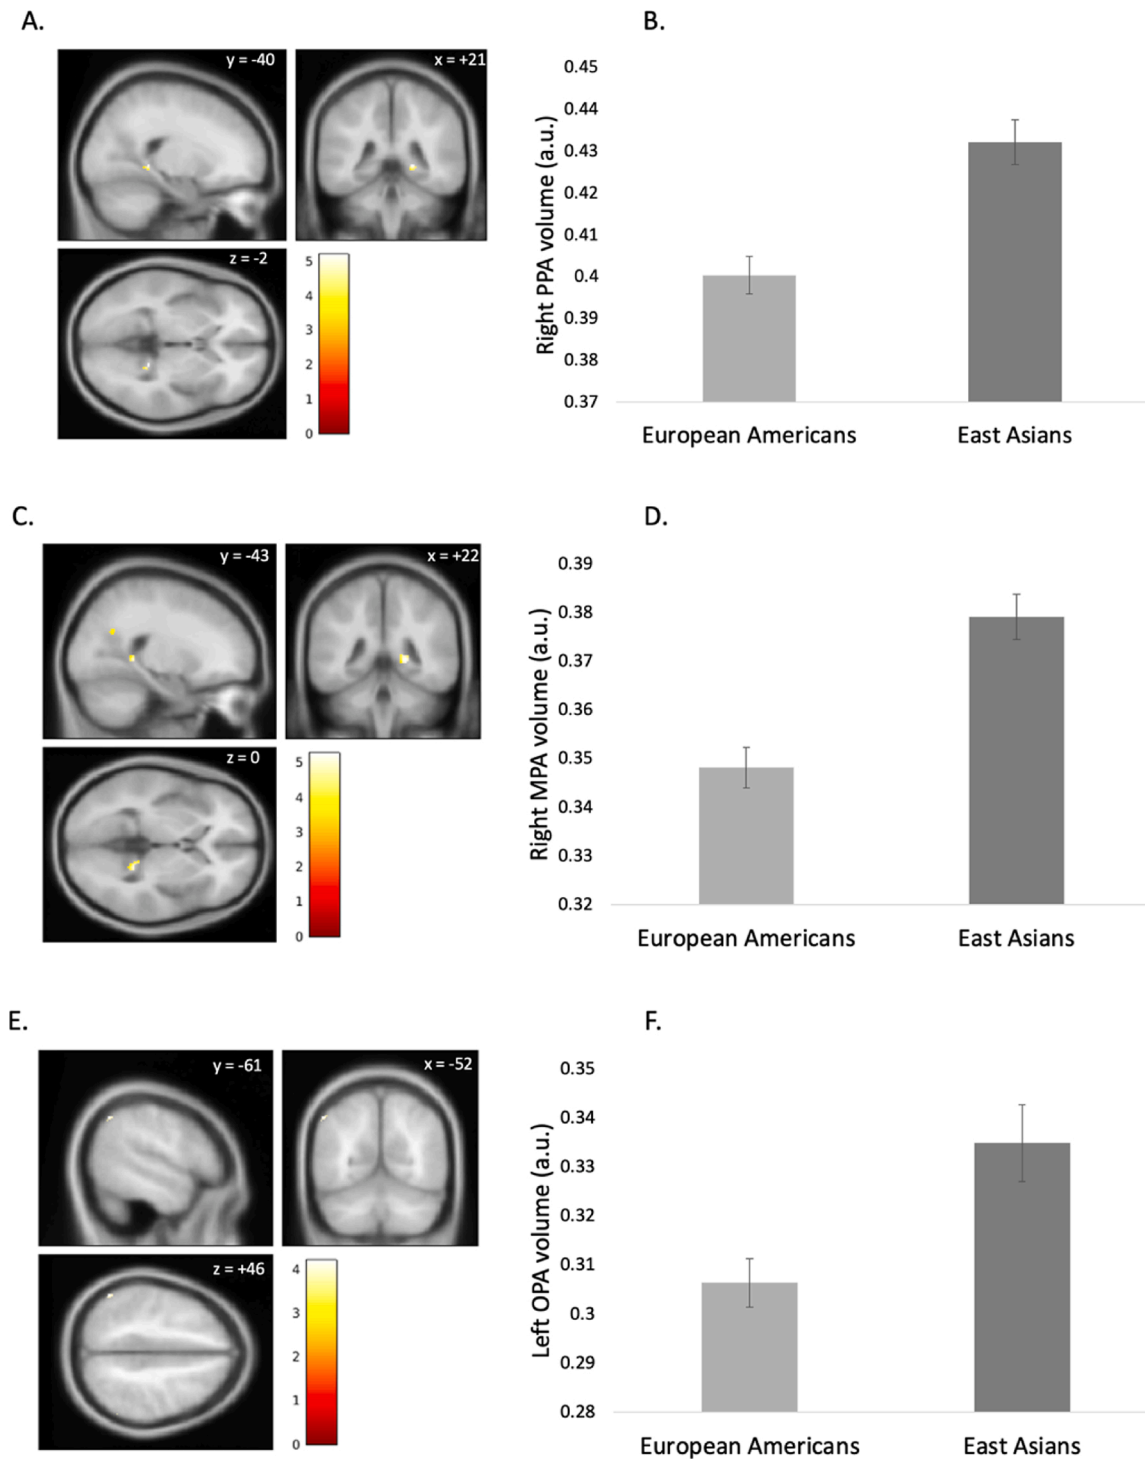 A.
y = -40
x = +21
z = -2
5
4
3
2
1
0
B.
Right PPA volume (a.u.)
0.45
0.44
0.43
0.42
0.41
0.4
0.39
0.38
0.37
European Americans
East Asians
C.
y = -43
x = +22
z = 0
5
4
3
2
1
0
D.
Right MPA volume (a.u.)
0.39
0.38
0.37
0.36
0.35
0.34
0.33
0.32
European Americans
East Asians
E.
y = -61
x = -52
z = +46
4
3
2
1
0
F.
Left OPA volume (a.u.)
0.35
0.34
0.33
0.32
0.31
0.3
0.29
0.28
European Americans
East Asians